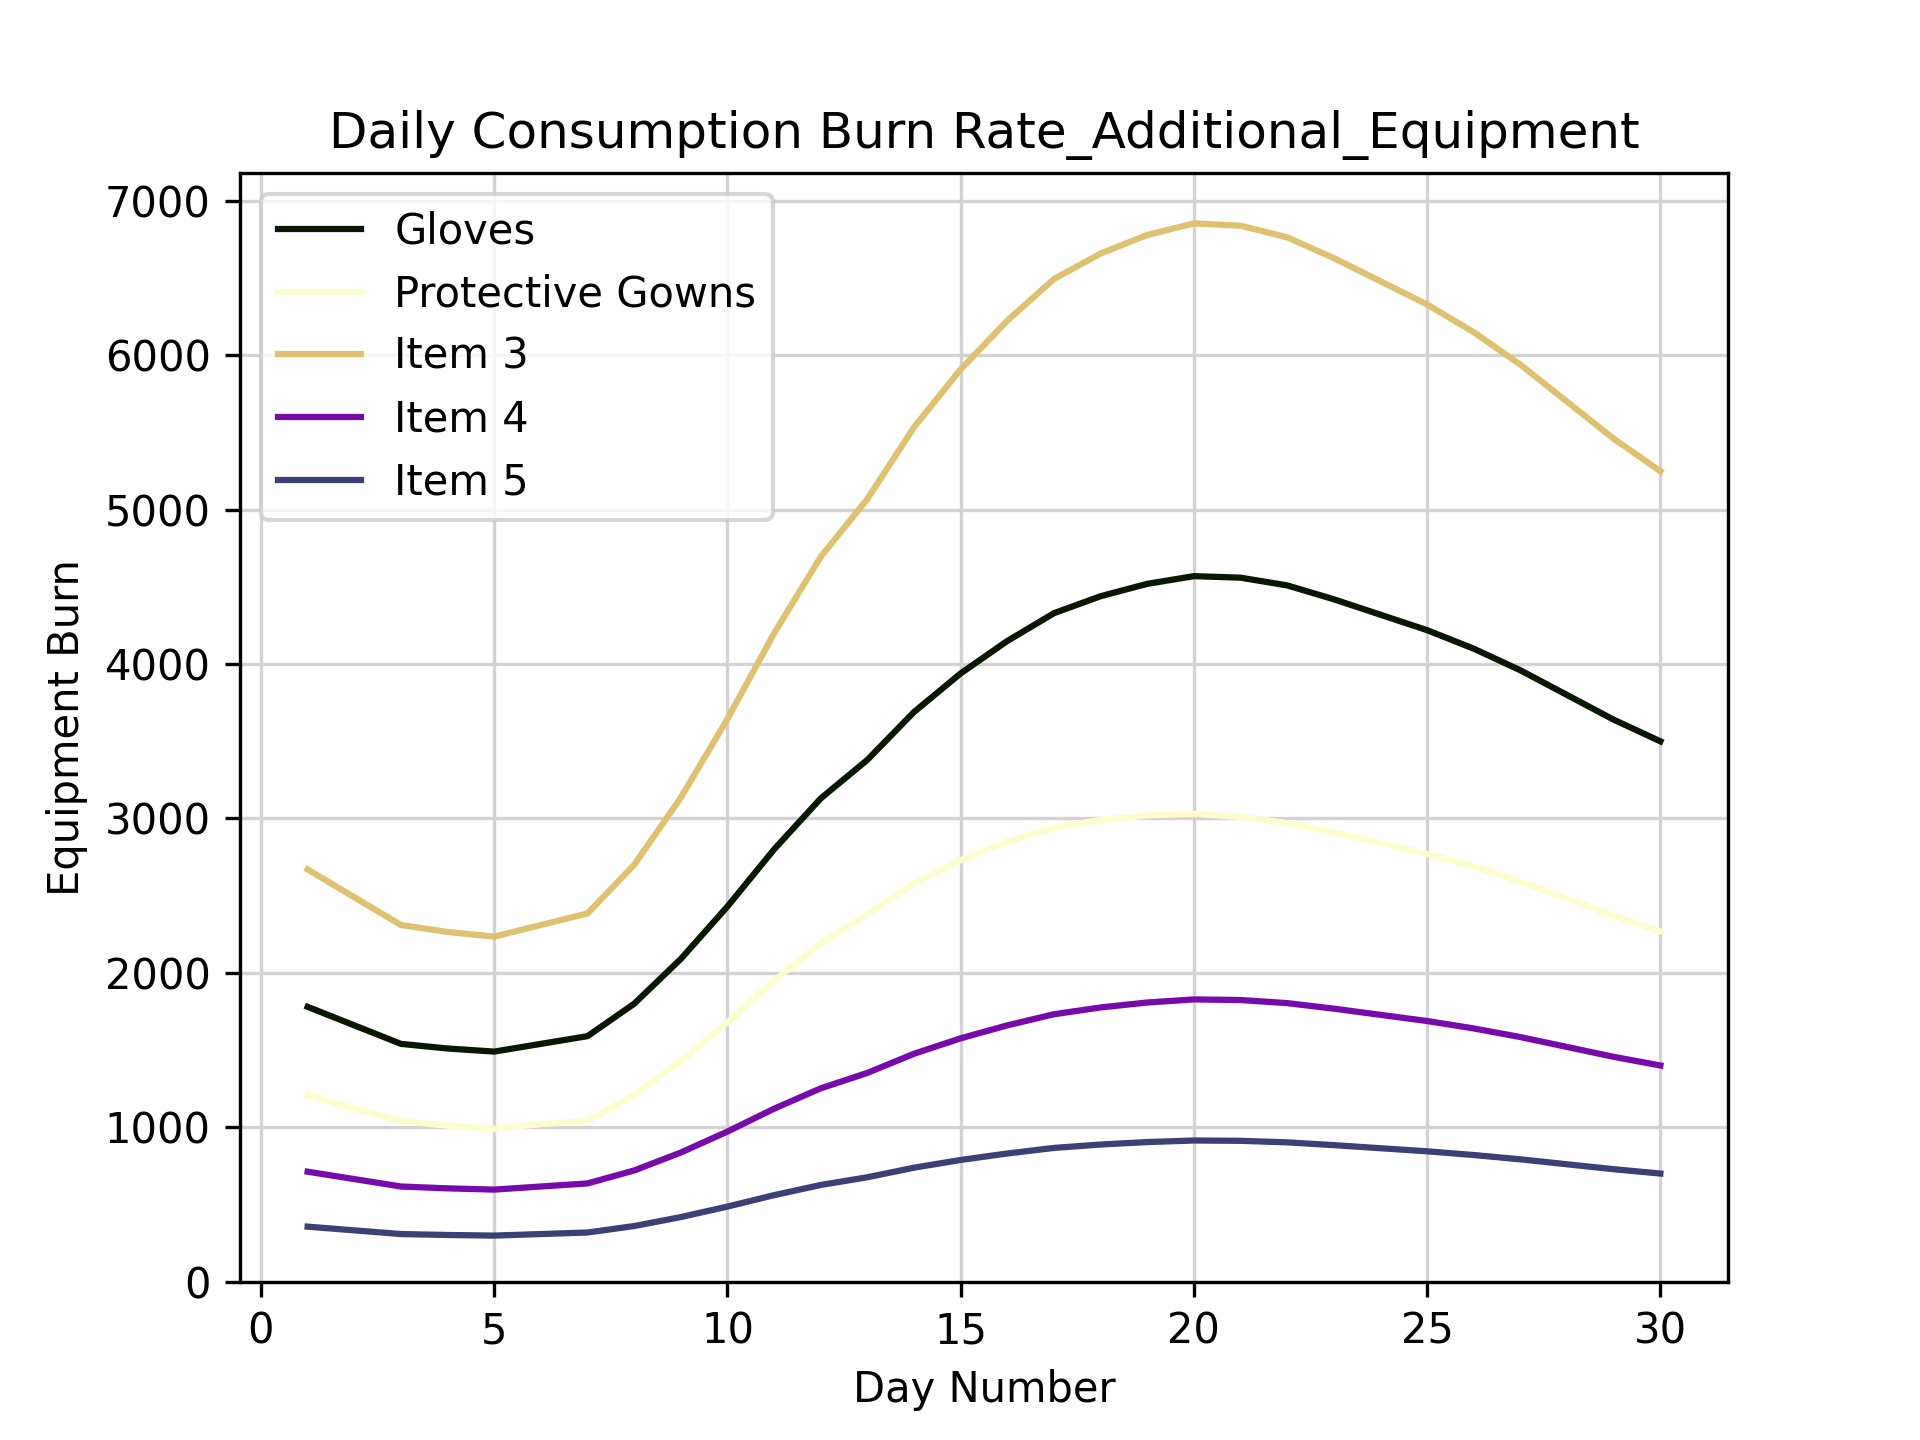 Daily Consumption Burn Rate_Additional_Equipment
7000
6000
5000
4000
3000
2000
1000
0
Equipment Burn
Gloves
Protective Gowns
Item 3
Item 4
Item 5
0 5 10 15 20 25 30
Day Number